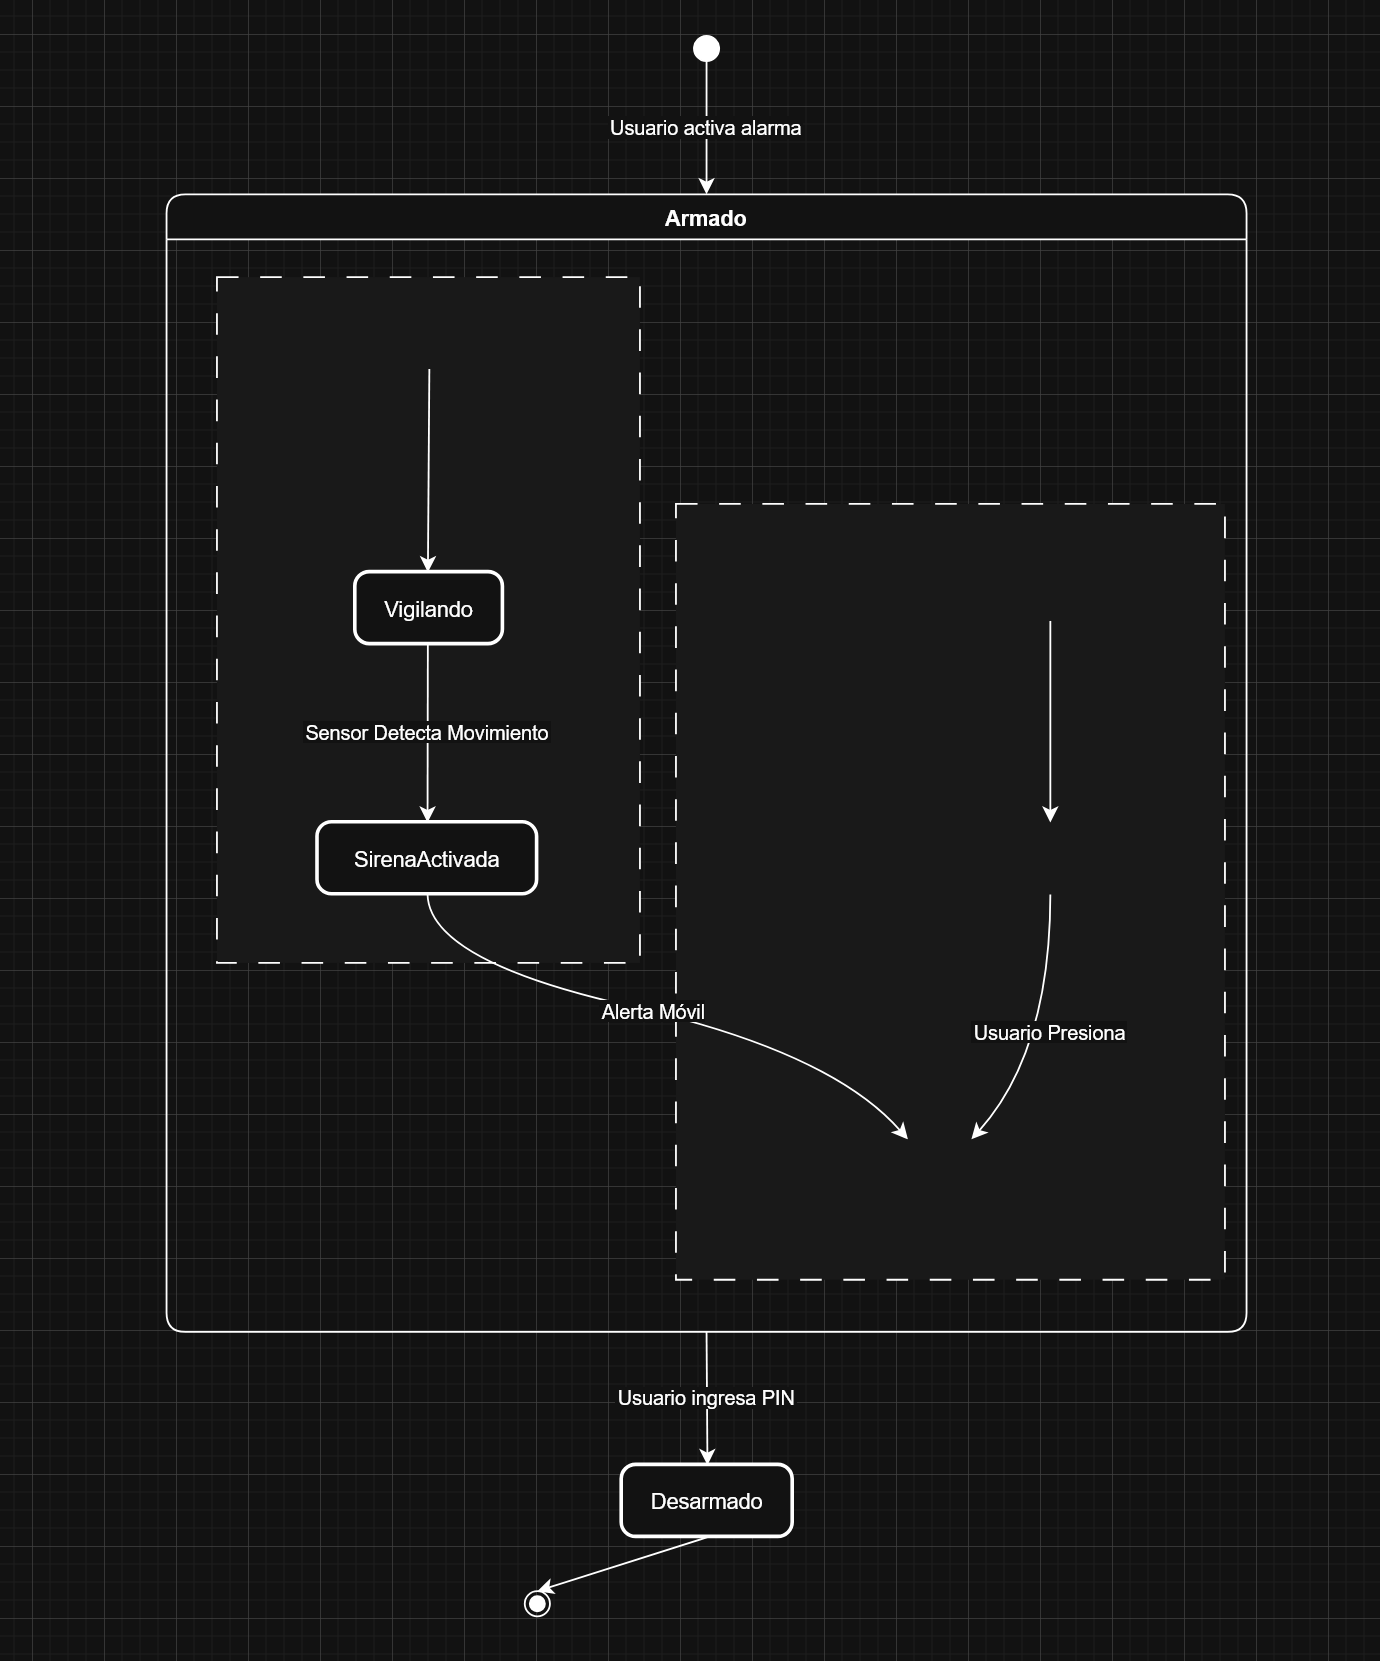 Usuario activa alarma
Armado
Vigilando
Sensor Detecta Movimiento
SirenaActivada
Alerta Móvil
Usuario Presiona
Usuario ingresa PIN
Desarmado